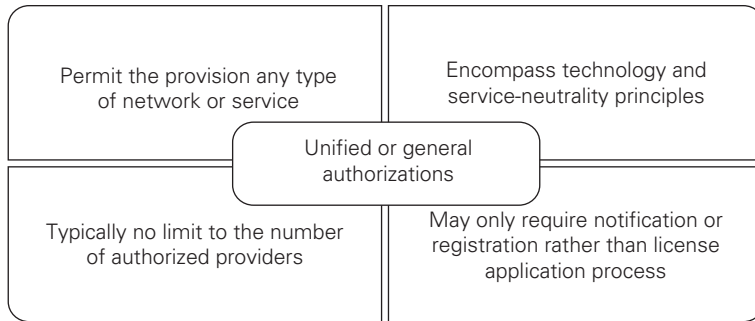 Permit the provision any type
of network or service
Encompass technology and
service-neutrality principles
Unified or general
authorizations
Typically no limit to the number
of authorized providers
May only require notification or
registration rather than license
application process